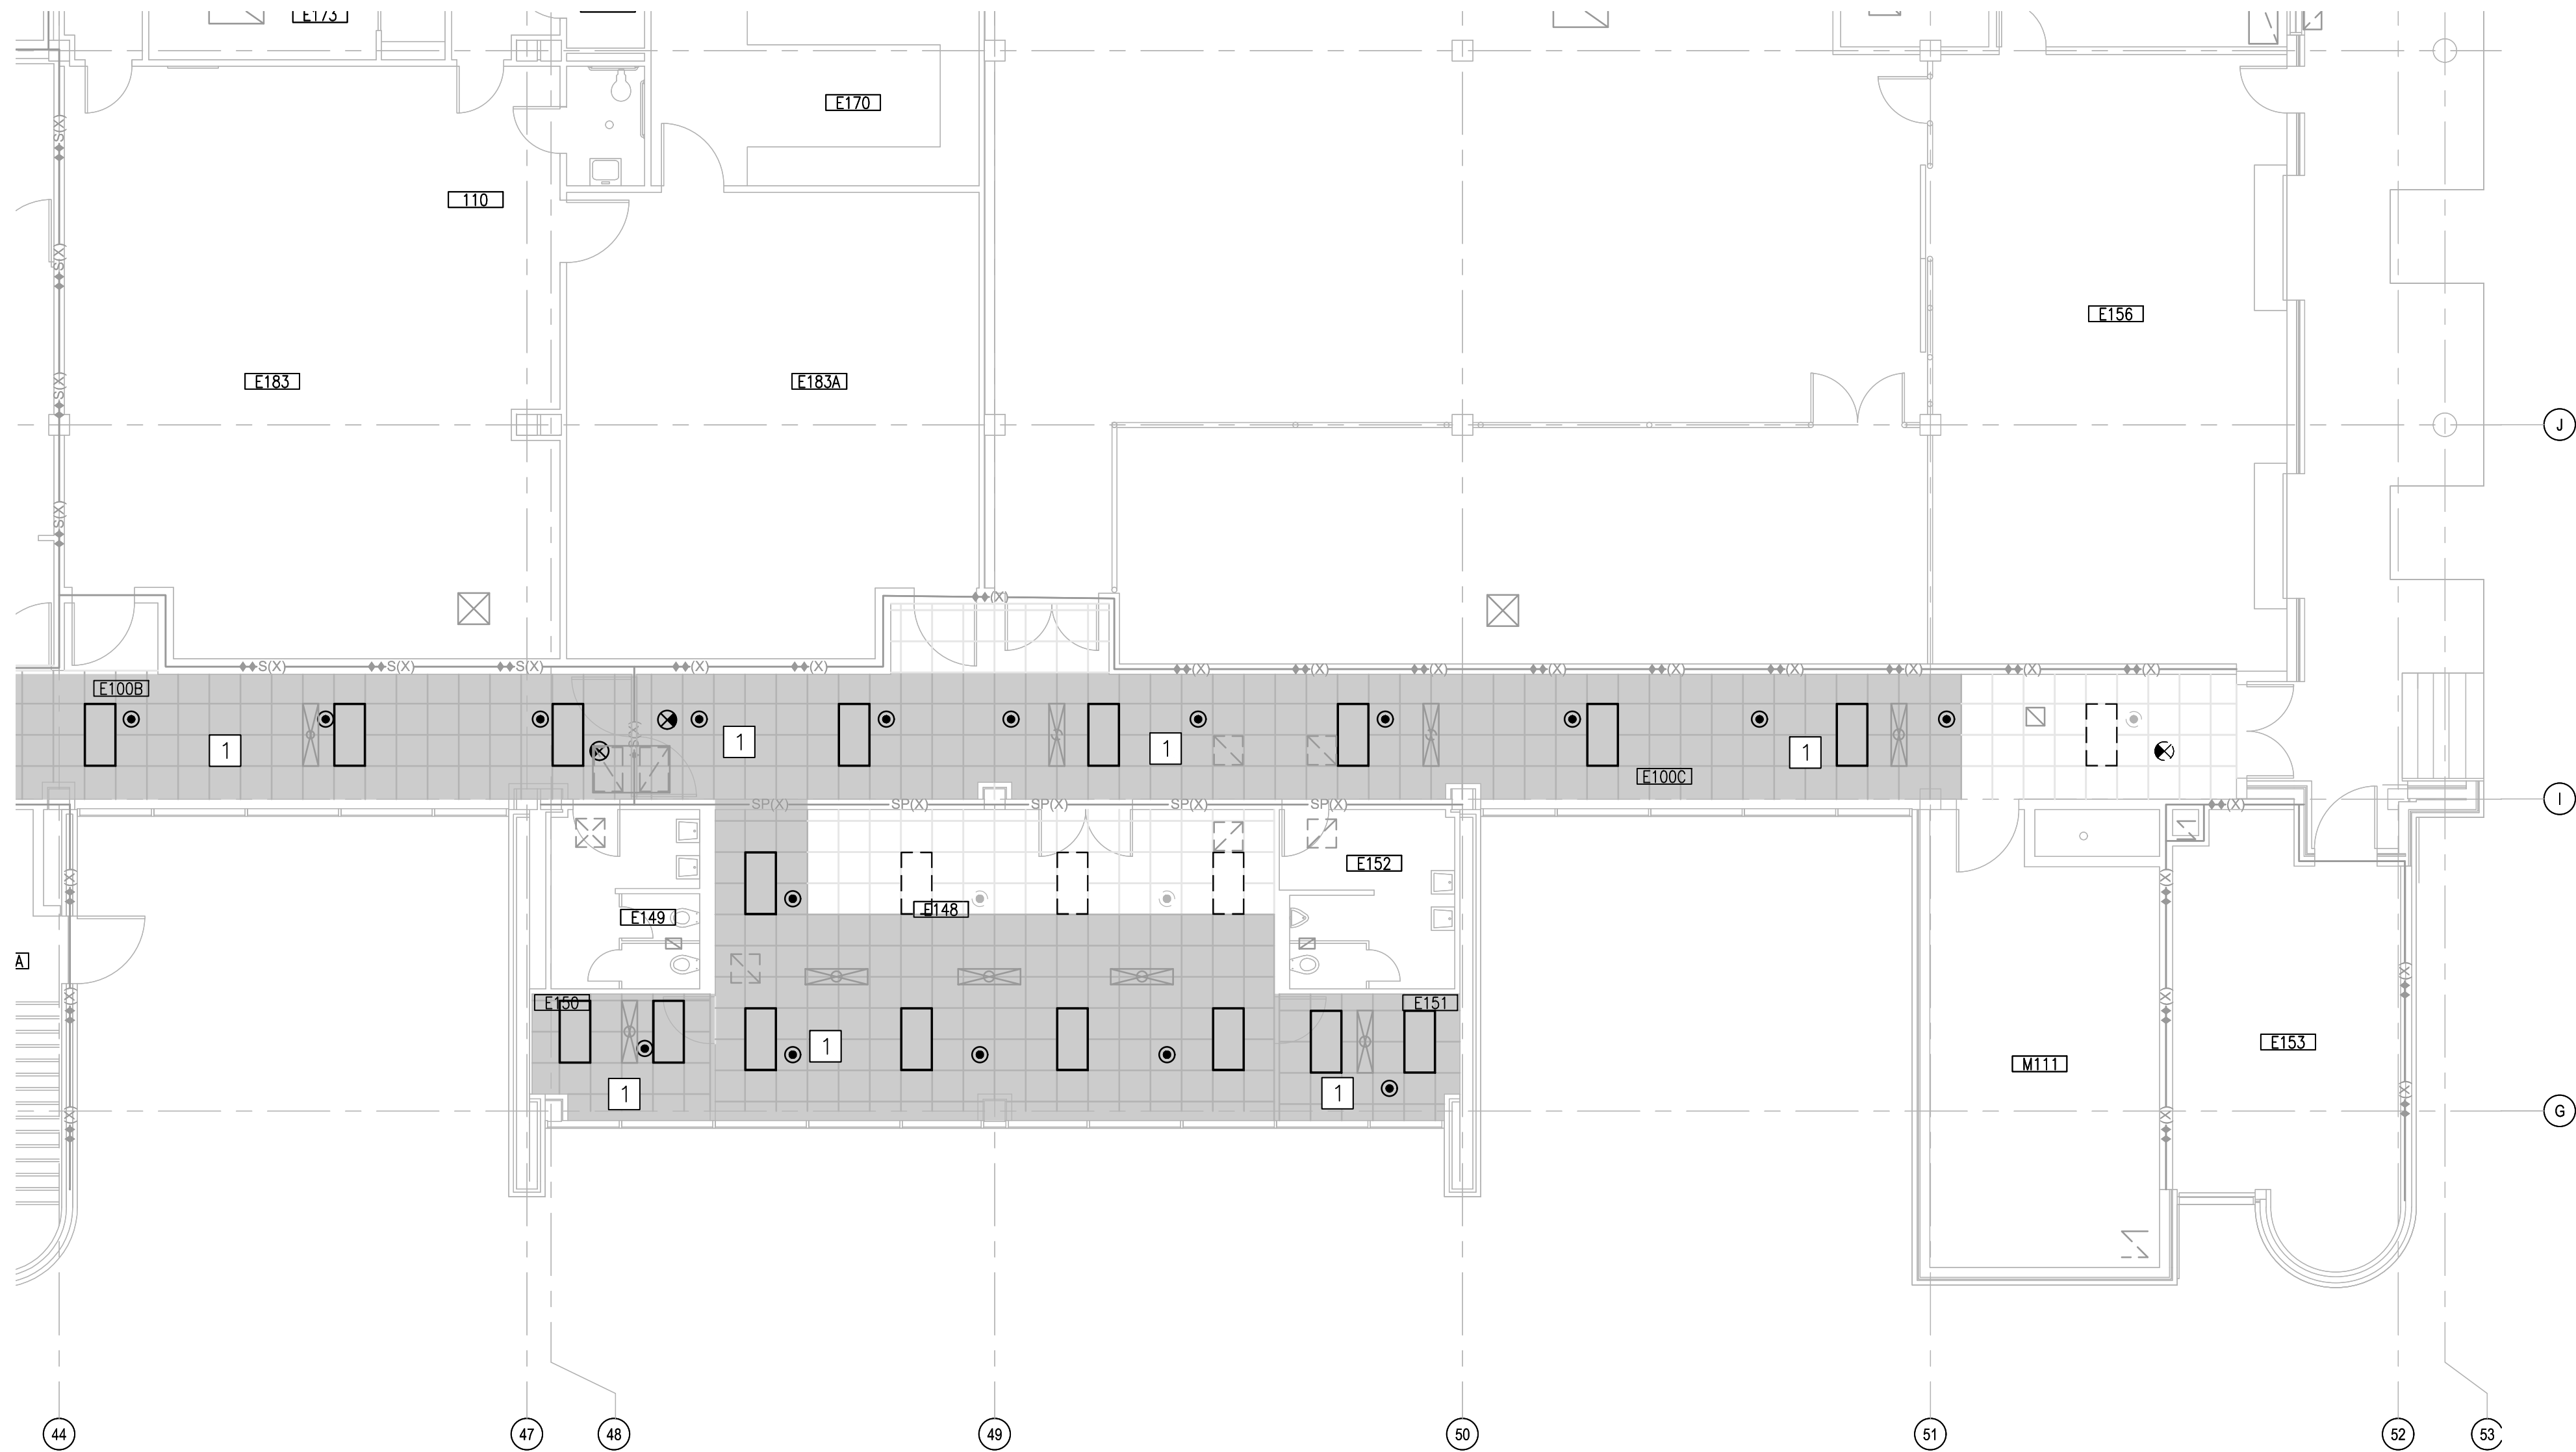 E173
E170
110
S(X)
E156
S(X)
E183
E183A
S(X)
J
S(X)
(X)
S(X)
S(X)
S(X)
(X)
(X)
(X)
(X)
(X)
(X)
(X)
(X)
(X)
(X)
(X)
E100B
S(X)
1
1
1
1
E100C
SP(X)
SP(X)
SP(X)
SP(X)
SP(X)
I
(X)
E152
(X)
(X)
E148
E149
A
(X)
(X)
(X)
E150
E151
E153
1
M111
1
1
(X)
(X)
(X)
G
44
47
48
49
50
51
52
53